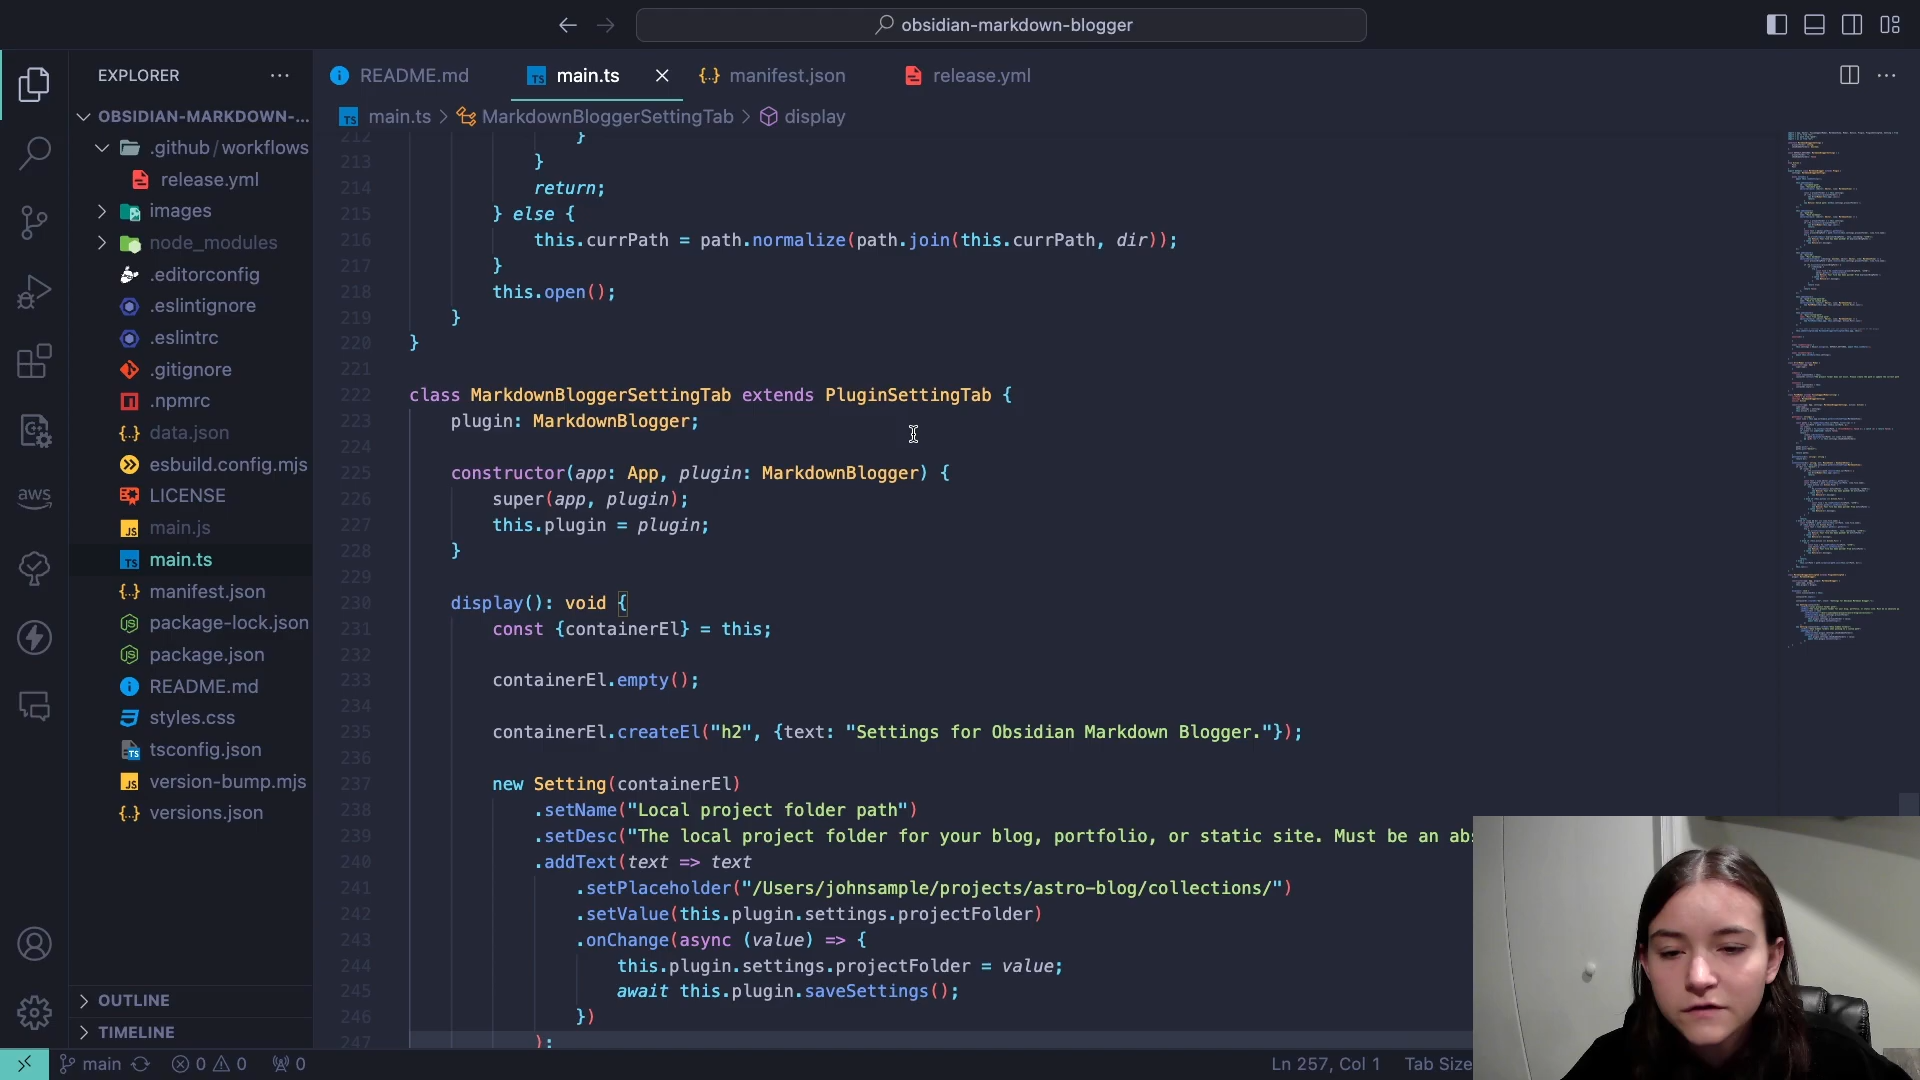 obsidian-markdown-blogger
EXPLORER
OBSIDIAN-MARKDOWN-...
.github/workflows
release.yml
images
node_modules
.editorconfig
.eslintignore
.eslintrc
.gitignore
.npmrc
data.json
esbuild.config.mjs
LICENSE
main.js
main.ts
manifest.json
package-lock.json
package.json
README.md
styles.css
tsconfig.json
version-bump.mjs
versions.json
OUTLINE
TIMELINE
aws
README.md
main.ts
manifest.json
release.yml
main.ts > MarkdownBloggerSettingTab > display
212 }
213 }
214 return;
215 } else {
216 this.currPath = path.normalize(path.join(this.currPath, dir));
217 }
218 this.open();
219 }
220 }
221
222 class MarkdownBloggerSettingTab extends PluginSettingTab {
223 plugin: MarkdownBlogger;
224
225 constructor(app: App, plugin: MarkdownBlogger) {
226 super(app, plugin);
227 this.plugin = plugin;
228 }
229
230 display(): void {
231 const {containerEl} = this;
232
233 containerEl.empty();
234
235 containerEl.createEl("h2", {text: "Settings for Obsidian Markdown Blogger."});
236
237 new Setting(containerEl)
238 .setName("Local project folder path")
239 .setDesc("The local project folder for your blog, portfolio, or static site. Must be an abs
240 .addText(text => text
241 .setPlaceholder("/Users/johnsample/projects/astro-blog/collections/")
242 .setValue(this.plugin.settings.projectFolder)
243 .onChange(async (value) => {
244 this.plugin.settings.projectFolder = value;
245 await this.plugin.saveSettings();
246 })
247 );
main 0 0 0
Ln 257, Col 1 Tab Size